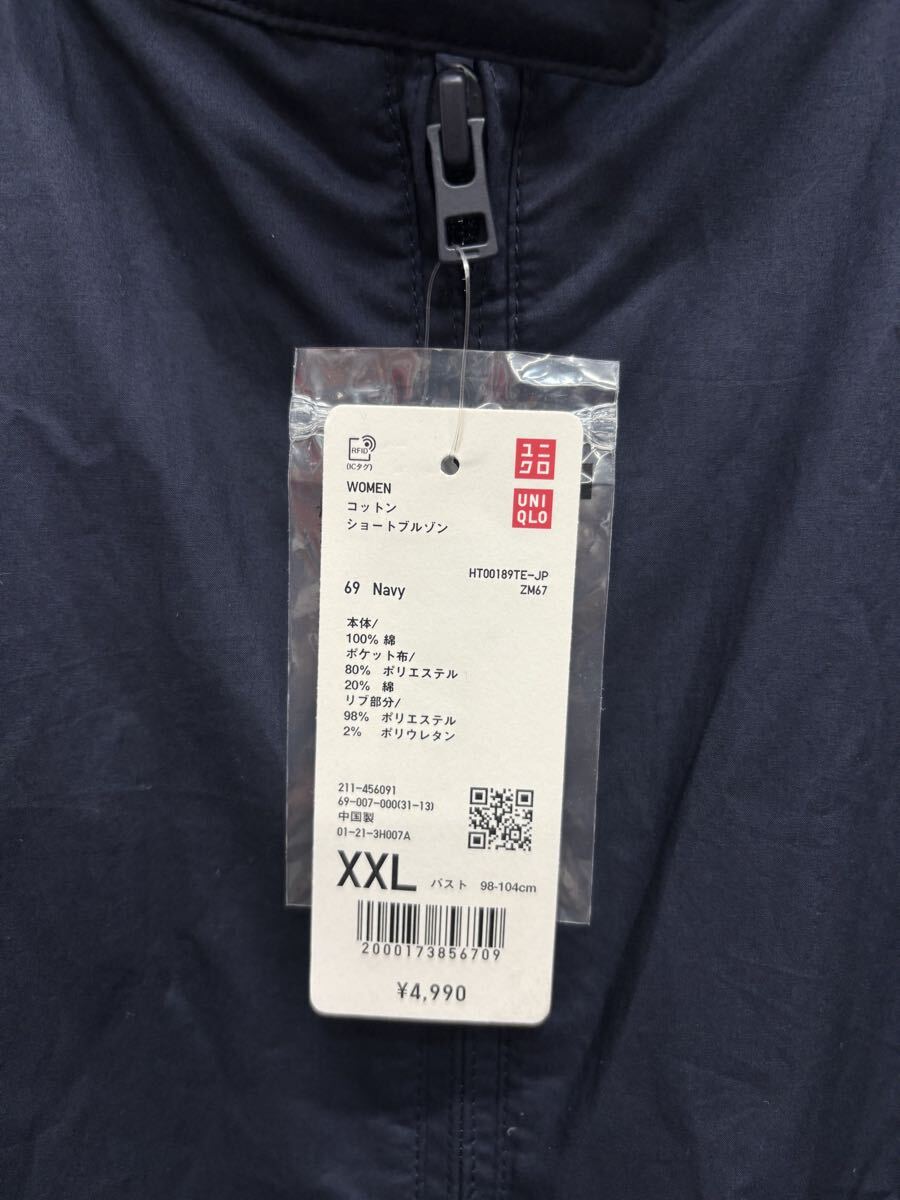 RFID
(ICタグ)
ユニ
クロ
UNI
QLO
WOMEN
コットン
ショートブルゾン
HT00189TE-JP
69 Navy
ZM67
本体/
100% 綿
ポケット布/
80% ポリエステル
20% 綿
リブ部分/
98% ポリエステル
2% ポリウレタン
211-456091
69-007-000(31-13)
中国製
01-21-3H007A
XXL バスト 98-104cm
2000173856709
¥4,990